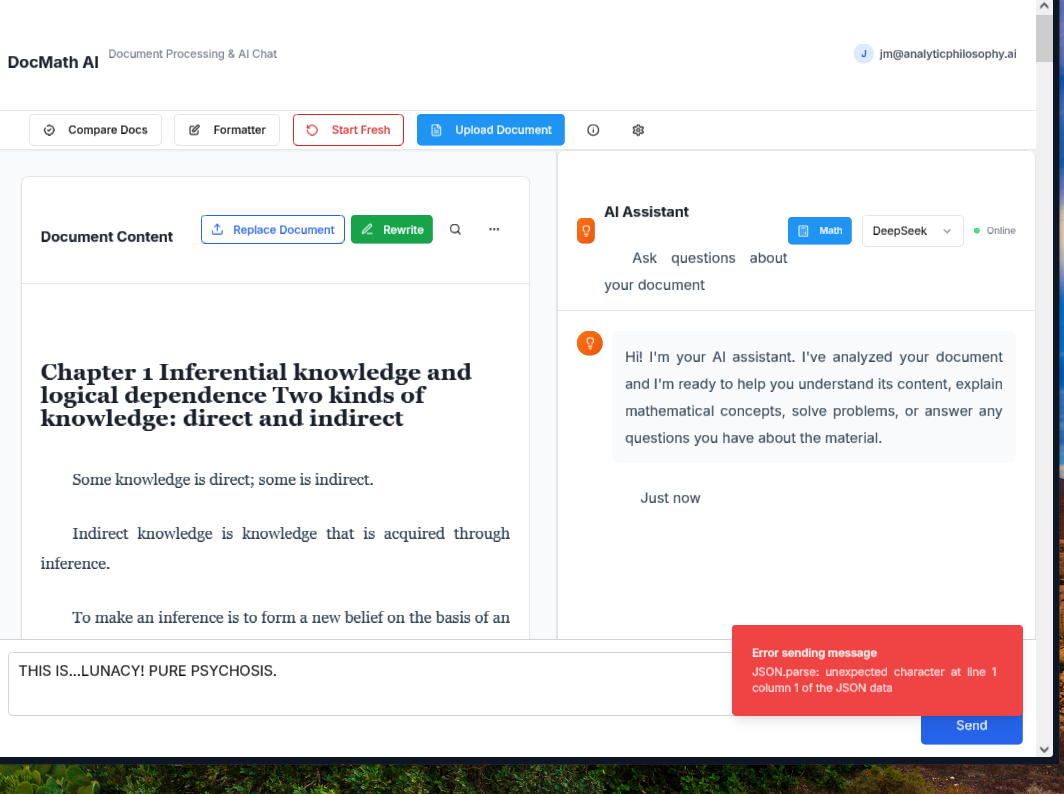 DocMath AI
Document Processing & AI Chat
J
jm@analyticphilosophy.ai
Compare Docs
Formatter
Start Fresh
Upload Document
Document Content
Replace Document
Rewrite
Chapter 1 Inferential knowledge and
logical dependence Two kinds of
knowledge: direct and indirect
Some knowledge is direct; some is indirect.
Indirect knowledge is knowledge that is acquired through
inference.
To make an inference is to form a new belief on the basis of an
AI Assistant
Ask questions about
your document
Math
DeepSeek
Online
Hi! I'm your AI assistant. I've analyzed your document
and I'm ready to help you understand its content, explain
mathematical concepts, solve problems, or answer any
questions you have about the material.
Just now
THIS IS...LUNACY! PURE PSYCHOSIS.
Error sending message
JSON.parse: unexpected character at line 1
column 1 of the JSON data
Send